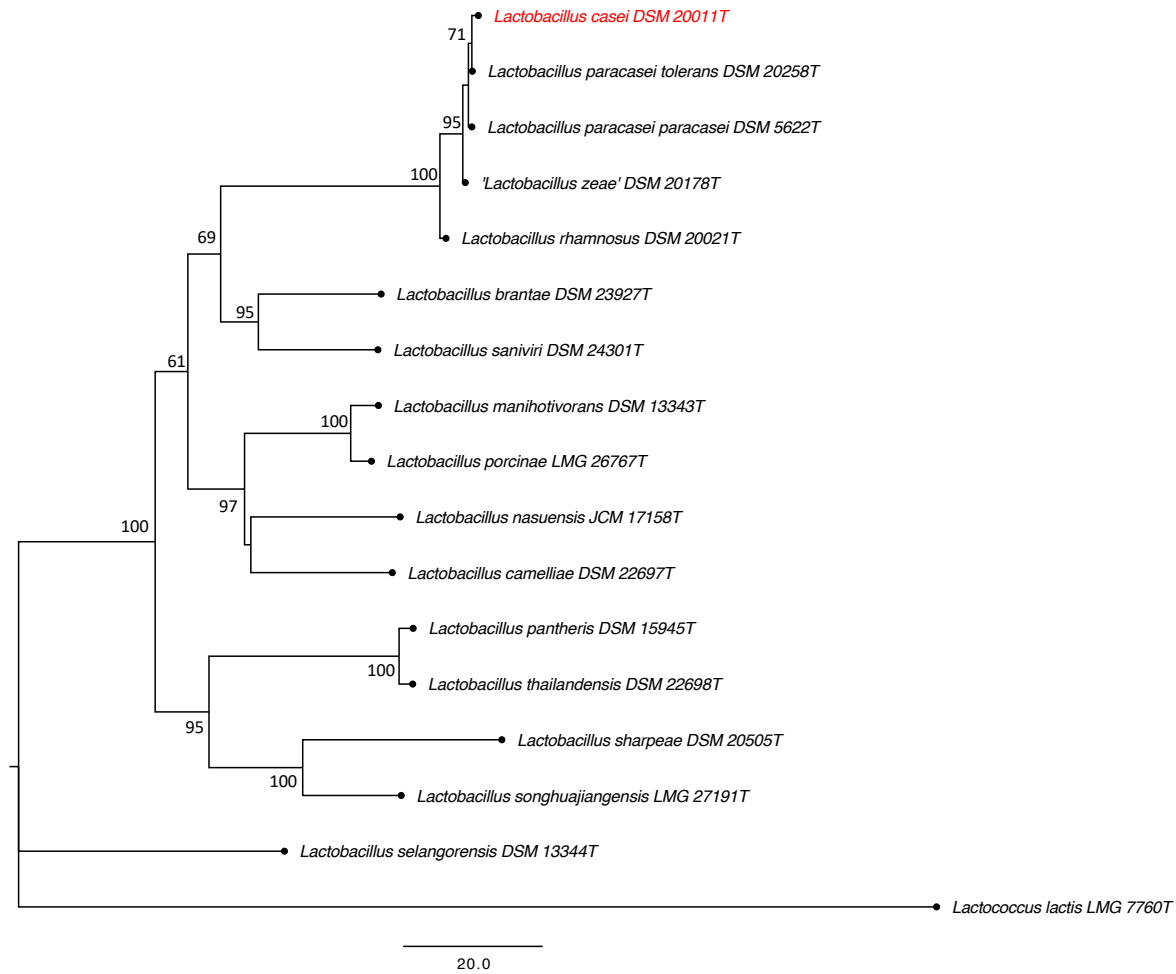 Lactobacillus casei DSM 20011T
71
Lactobacillus paracasei tolerans DSM 20258T
95
Lactobacillus paracasei paracasei DSM 5622T
100
'Lactobacillus zeae' DSM 20178T
69
Lactobacillus rhamnosus DSM 20021T
Lactobacillus brantae DSM 23927T
95
Lactobacillus saniviri DSM 24301T
61
Lactobacillus manihotivorans DSM 13343T
100
Lactobacillus porcinae LMG 26767T
97
Lactobacillus nasuensis JCM 17158T
100
Lactobacillus camelliae DSM 22697T
Lactobacillus pantheris DSM 15945T
100
Lactobacillus thailandensis DSM 22698T
95
Lactobacillus sharpeae DSM 20505T
100
Lactobacillus songhuajiangensis LMG 27191T
Lactobacillus selangorensis DSM 13344T
Lactococcus lactis LMG 7760T
20.0